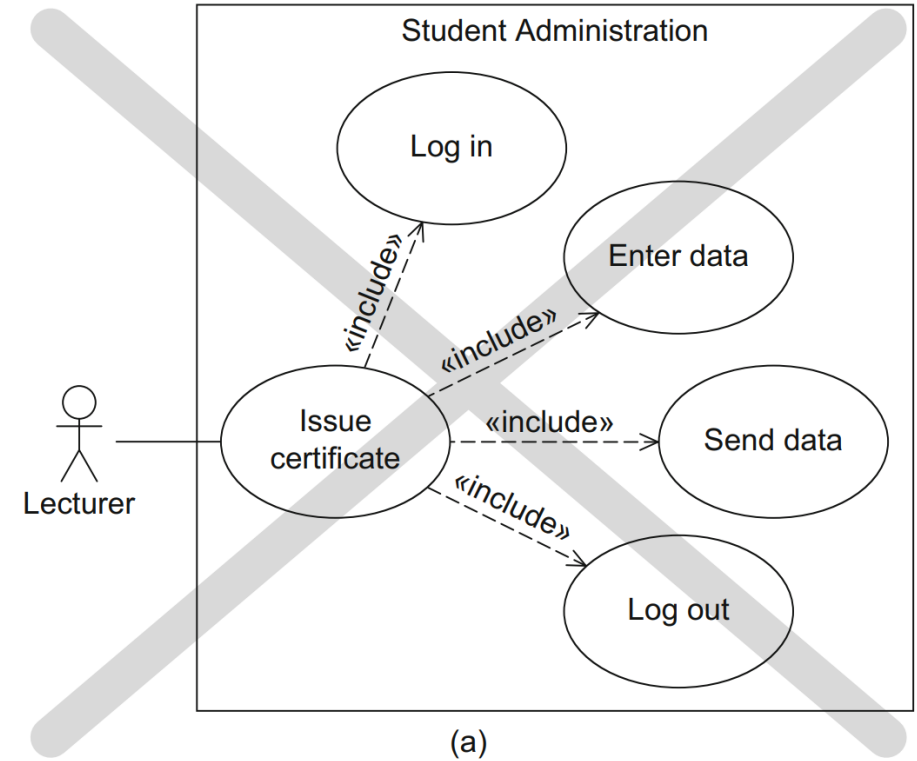 Student Administration
Log in
Enter data
«include»
«include»
Issue
certificate
«include»
Send data
Lecturer
«include»
Log out
(a)